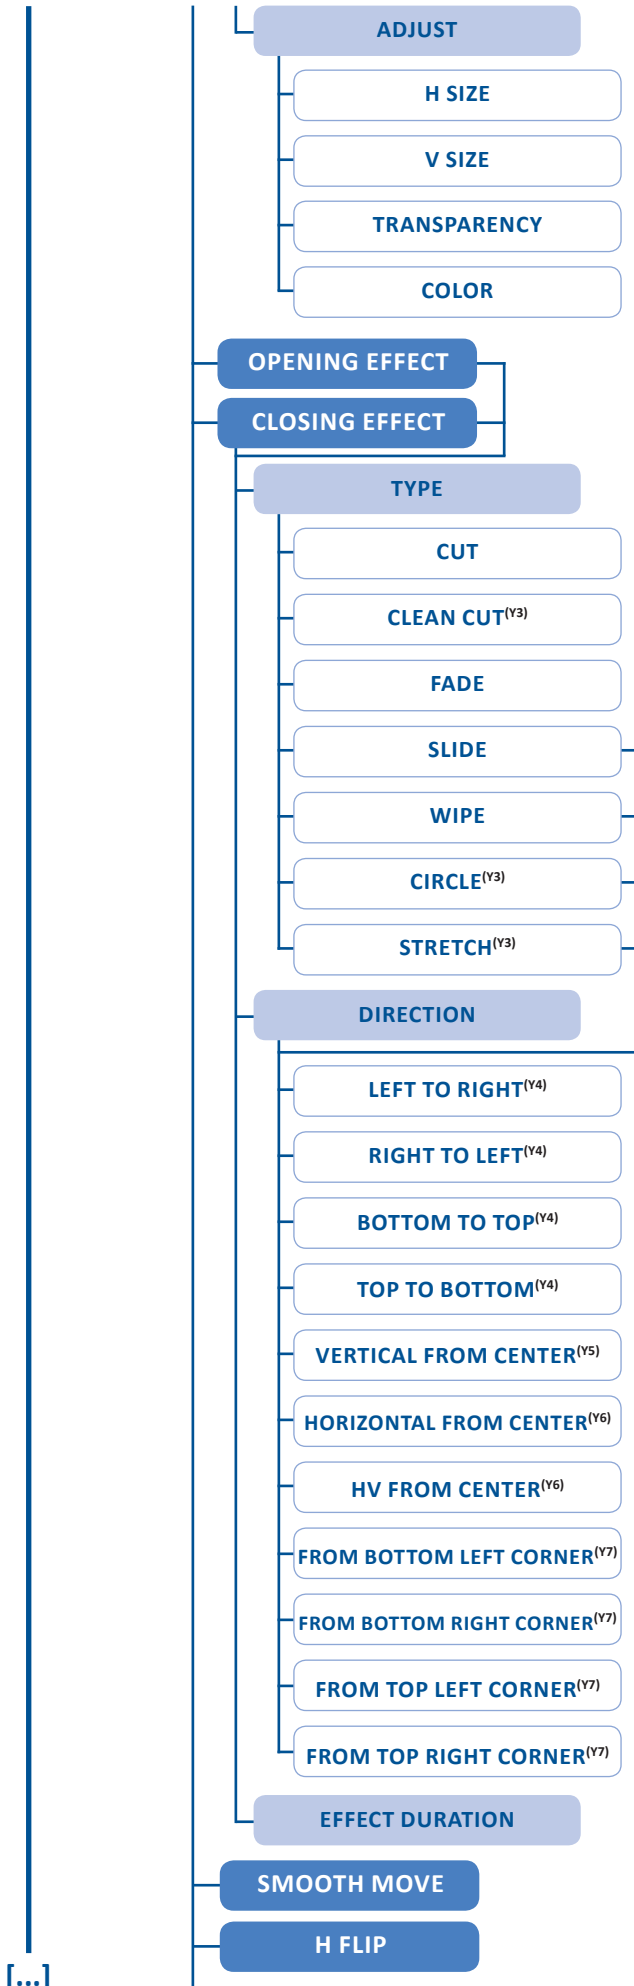 ADJUST
H SIZE
V SIZE
TRANSPARENCY
COLOR
OPENING EFFECT
CLOSING EFFECT
TYPE
CUT
CLEAN CUT(Y3)
FADE
SLIDE
WIPE
CIRCLE(Y3)
STRETCH(Y3)
DIRECTION
LEFT TO RIGHT(Y4)
RIGHT TO LEFT(Y4)
BOTTOM TO TOP(Y4)
TOP TO BOTTOM(Y4)
VERTICAL FROM CENTER(Y5)
HORIZONTAL FROM CENTER(Y6)
HV FROM CENTER(Y6)
FROM BOTTOM LEFT CORNER(Y7)
FROM BOTTOM RIGHT CORNER(Y7)
FROM TOP LEFT CORNER(Y7)
FROM TOP RIGHT CORNER(Y7)
EFFECT DURATION
SMOOTH MOVE
H FLIP
[...]